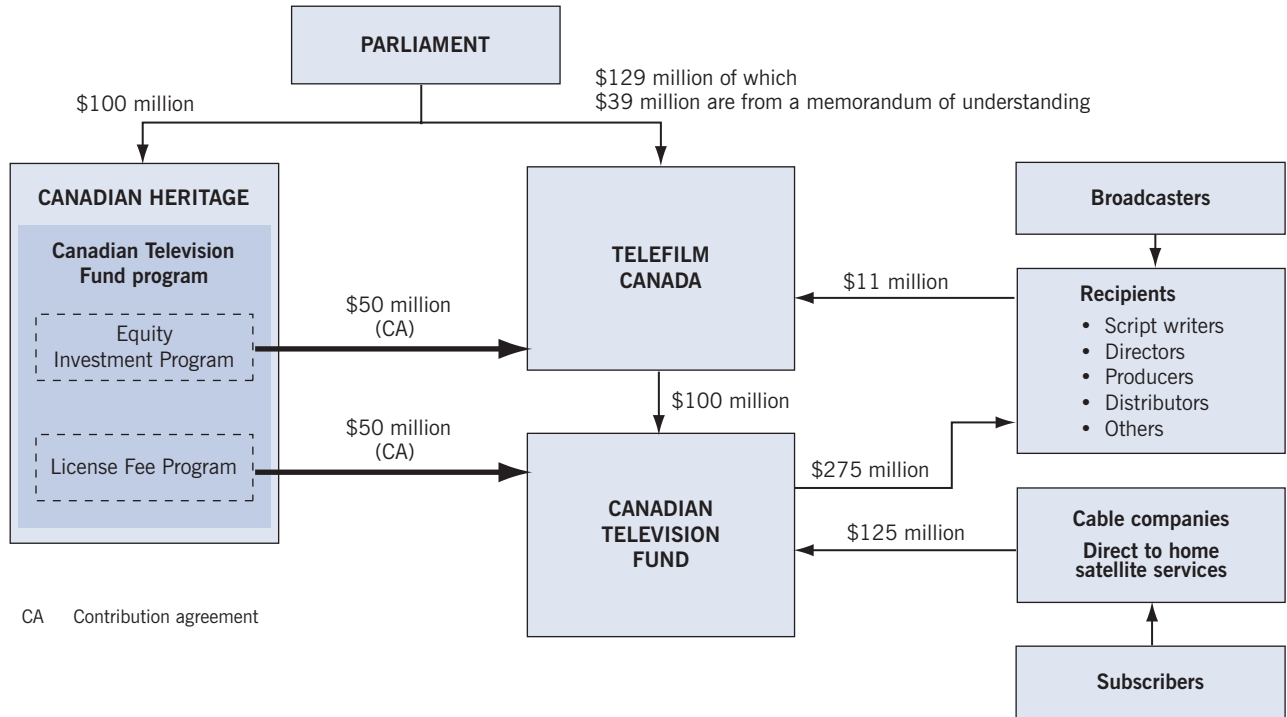 PARLIAMENT
$100 million
$129 million of which
$39 million are from a memorandum of understanding
CANADIAN HERITAGE
Canadian Television
Fund program
Equity
Investment Program
License Fee Program
$50 million
(CA)
$50 million
(CA)
TELEFILM
CANADA
$100 million
CANADIAN
TELEVISION
FUND
$11 million
$275 million
$125 million
Broadcasters
Recipients
• Script writers
• Directors
• Producers
• Distributors
• Others
Cable companies
Direct to home
satellite services
Subscribers
CA Contribution agreement